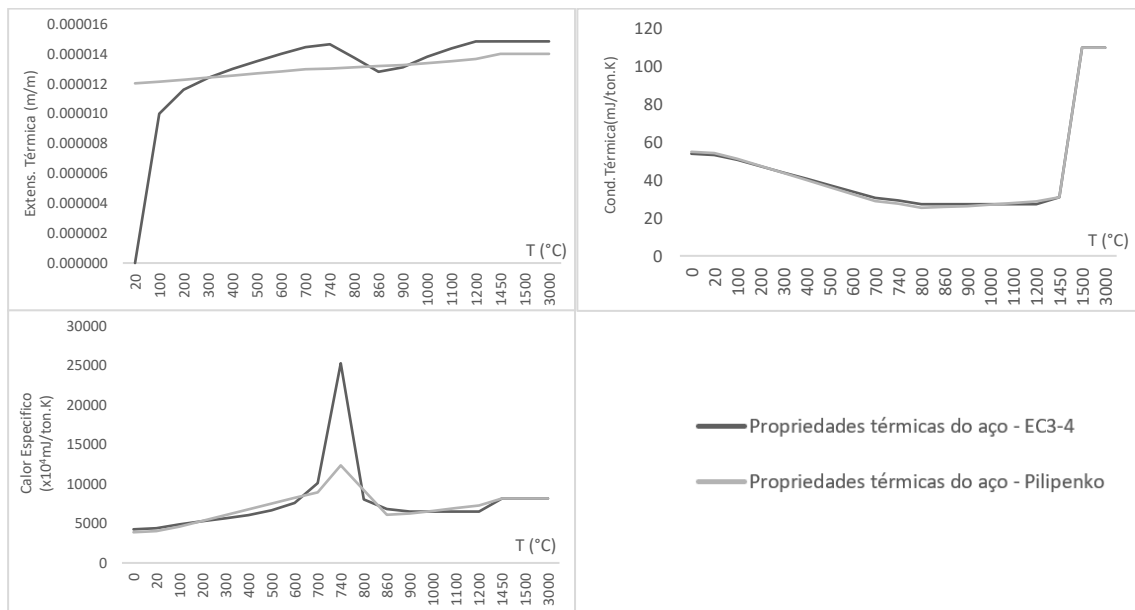 0.000016
0.000014
0.000012
0.000010
0.000008
0.000006
0.000004
0.000002
0.000000
Extens. Térmica (m/m)
T (°C)
20 100 200 300 400 500 600 700 740 800 860 900 1000 1100 1200 1450 1500 3000
120
100
80
60
40
20
0
Cond.Térmica(mJ/ton.K)
T (°C)
0 20 100 200 300 400 500 600 700 740 800 860 900 1000 1100 1200 1450 1500 3000
30000
25000
20000
15000
10000
5000
0
Calor Especifico
(x10⁴mJ/ton.K)
T (°C)
0 20 100 200 300 400 500 600 700 740 800 860 900 1000 1100 1200 1450 1500 3000
Propriedades térmicas do aço - EC3-4
Propriedades térmicas do aço - Pilipenko